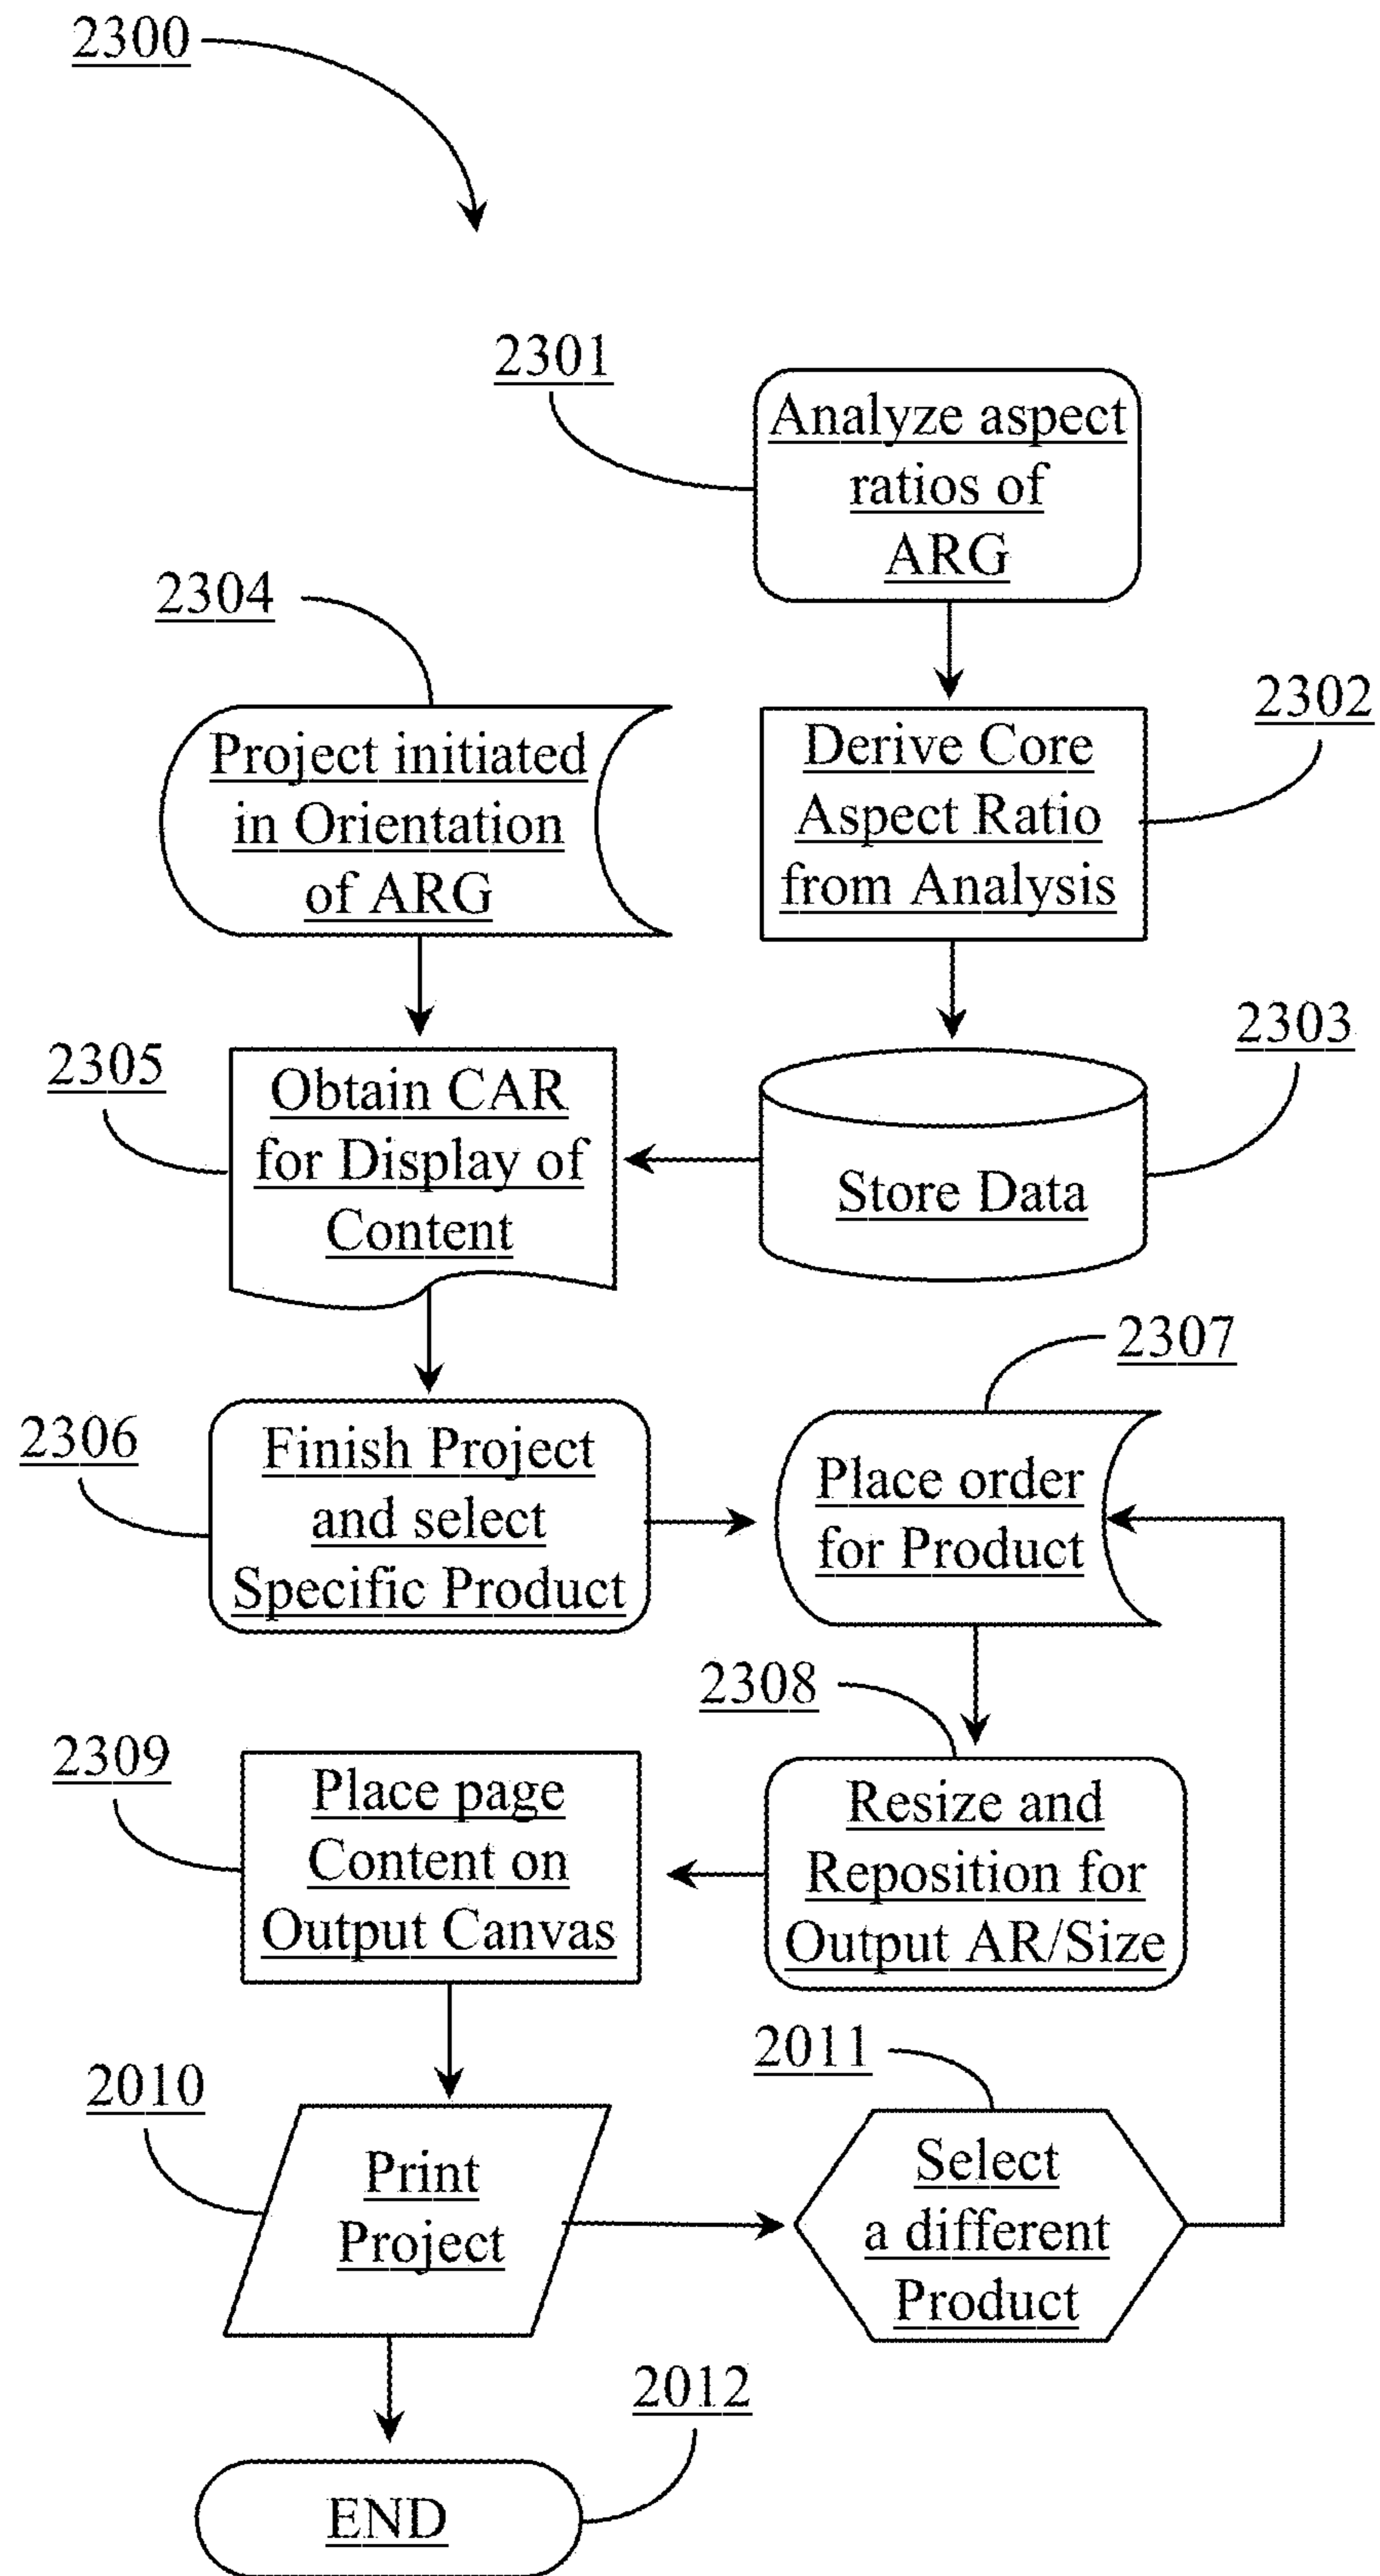 2300
2301
Analyze aspect
ratios of
ARG
2304
Project initiated
in Orientation
of ARG
2302
Derive Core
Aspect Ratio
from Analysis
2305
Obtain CAR
for Display of
Content
2303
Store Data
2306
Finish Project
and select
Specific Product
2307
Place order
for Product
2308
Resize and
Reposition for
Output AR/Size
2309
Place page
Content on
Output Canvas
2010
Print
Project
2011
Select
a different
Product
2012
END